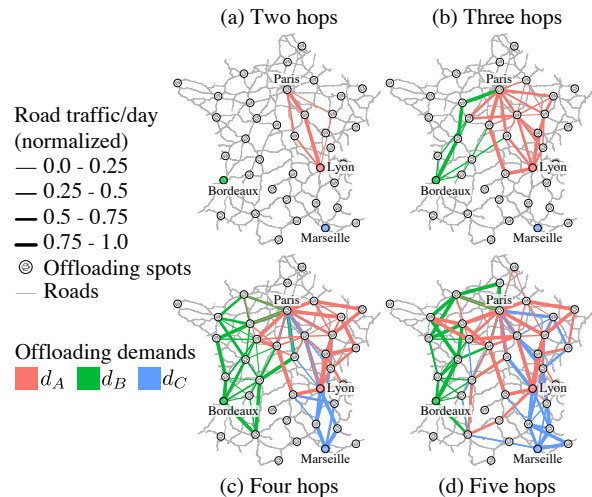 (a) Two hops
(b) Three hops
Paris
Lyon
Bordeaux
Marseille
Paris
Lyon
Bordeaux
Marseille
Road traffic/day
(normalized)
0.0 - 0.25
0.25 - 0.5
0.5 - 0.75
0.75 - 1.0
Offloading spots
Roads
Offloading demands
d_A d_B d_C
Paris
Lyon
Bordeaux
Marseille
Paris
Lyon
Bordeaux
Marseille
(c) Four hops
(d) Five hops